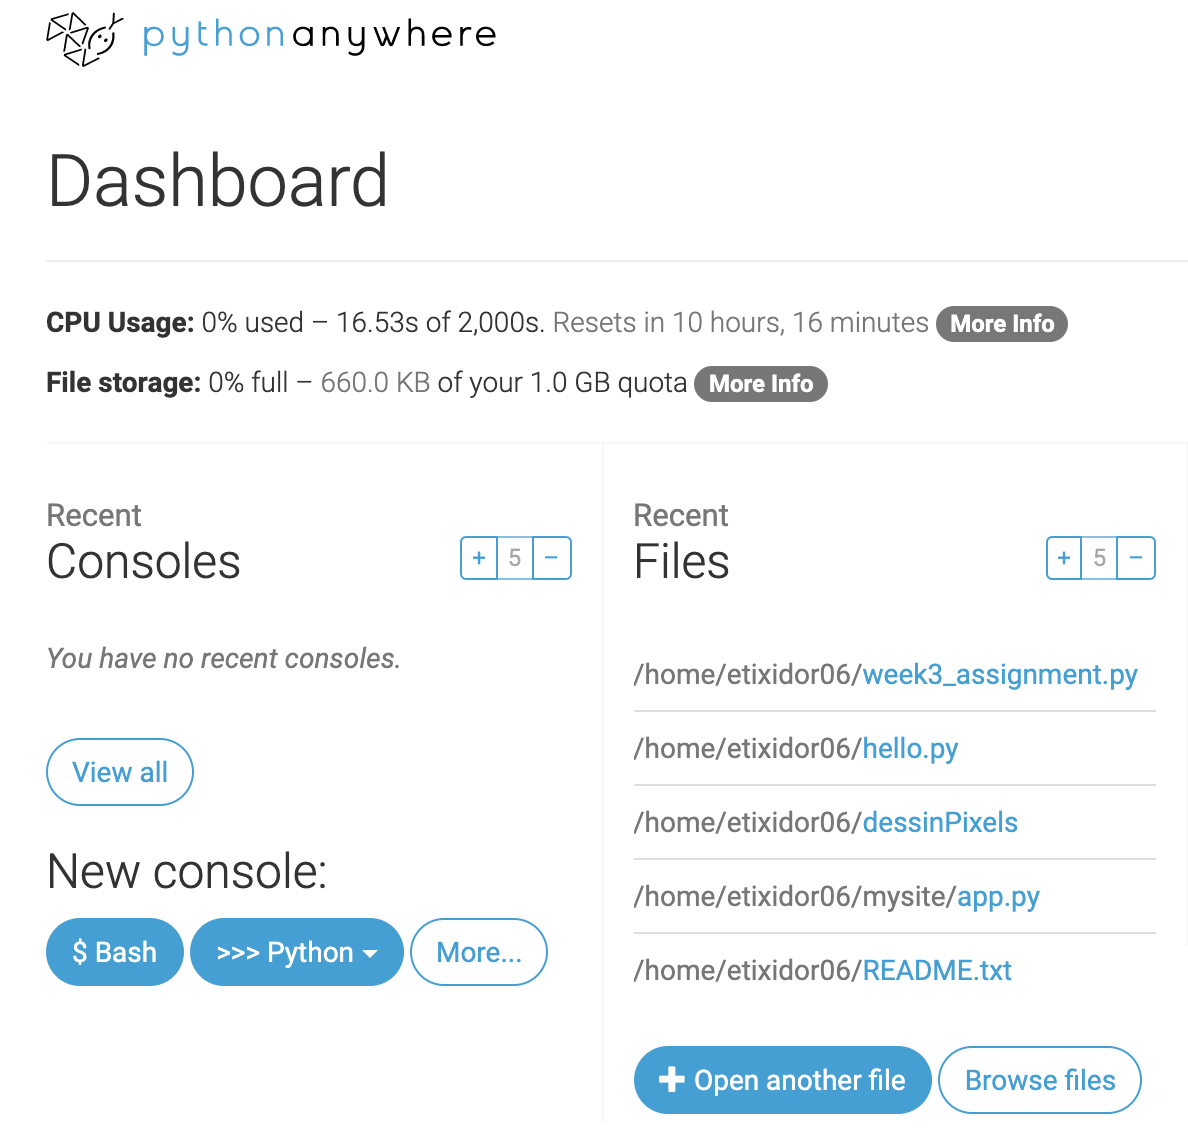 pythonanywhere
Dashboard
CPU Usage: 0% used – 16.53s of 2,000s. Resets in 10 hours, 16 minutes More Info
File storage: 0% full – 660.0 KB of your 1.0 GB quota More Info
Recent
Consoles
+ 5 −
You have no recent consoles.
View all
New console:
$ Bash >>> Python More...
Recent
Files
+ 5 −
/home/etixidor06/week3_assignment.py
/home/etixidor06/hello.py
/home/etixidor06/dessinPixels
/home/etixidor06/mysite/app.py
/home/etixidor06/README.txt
+ Open another file Browse files